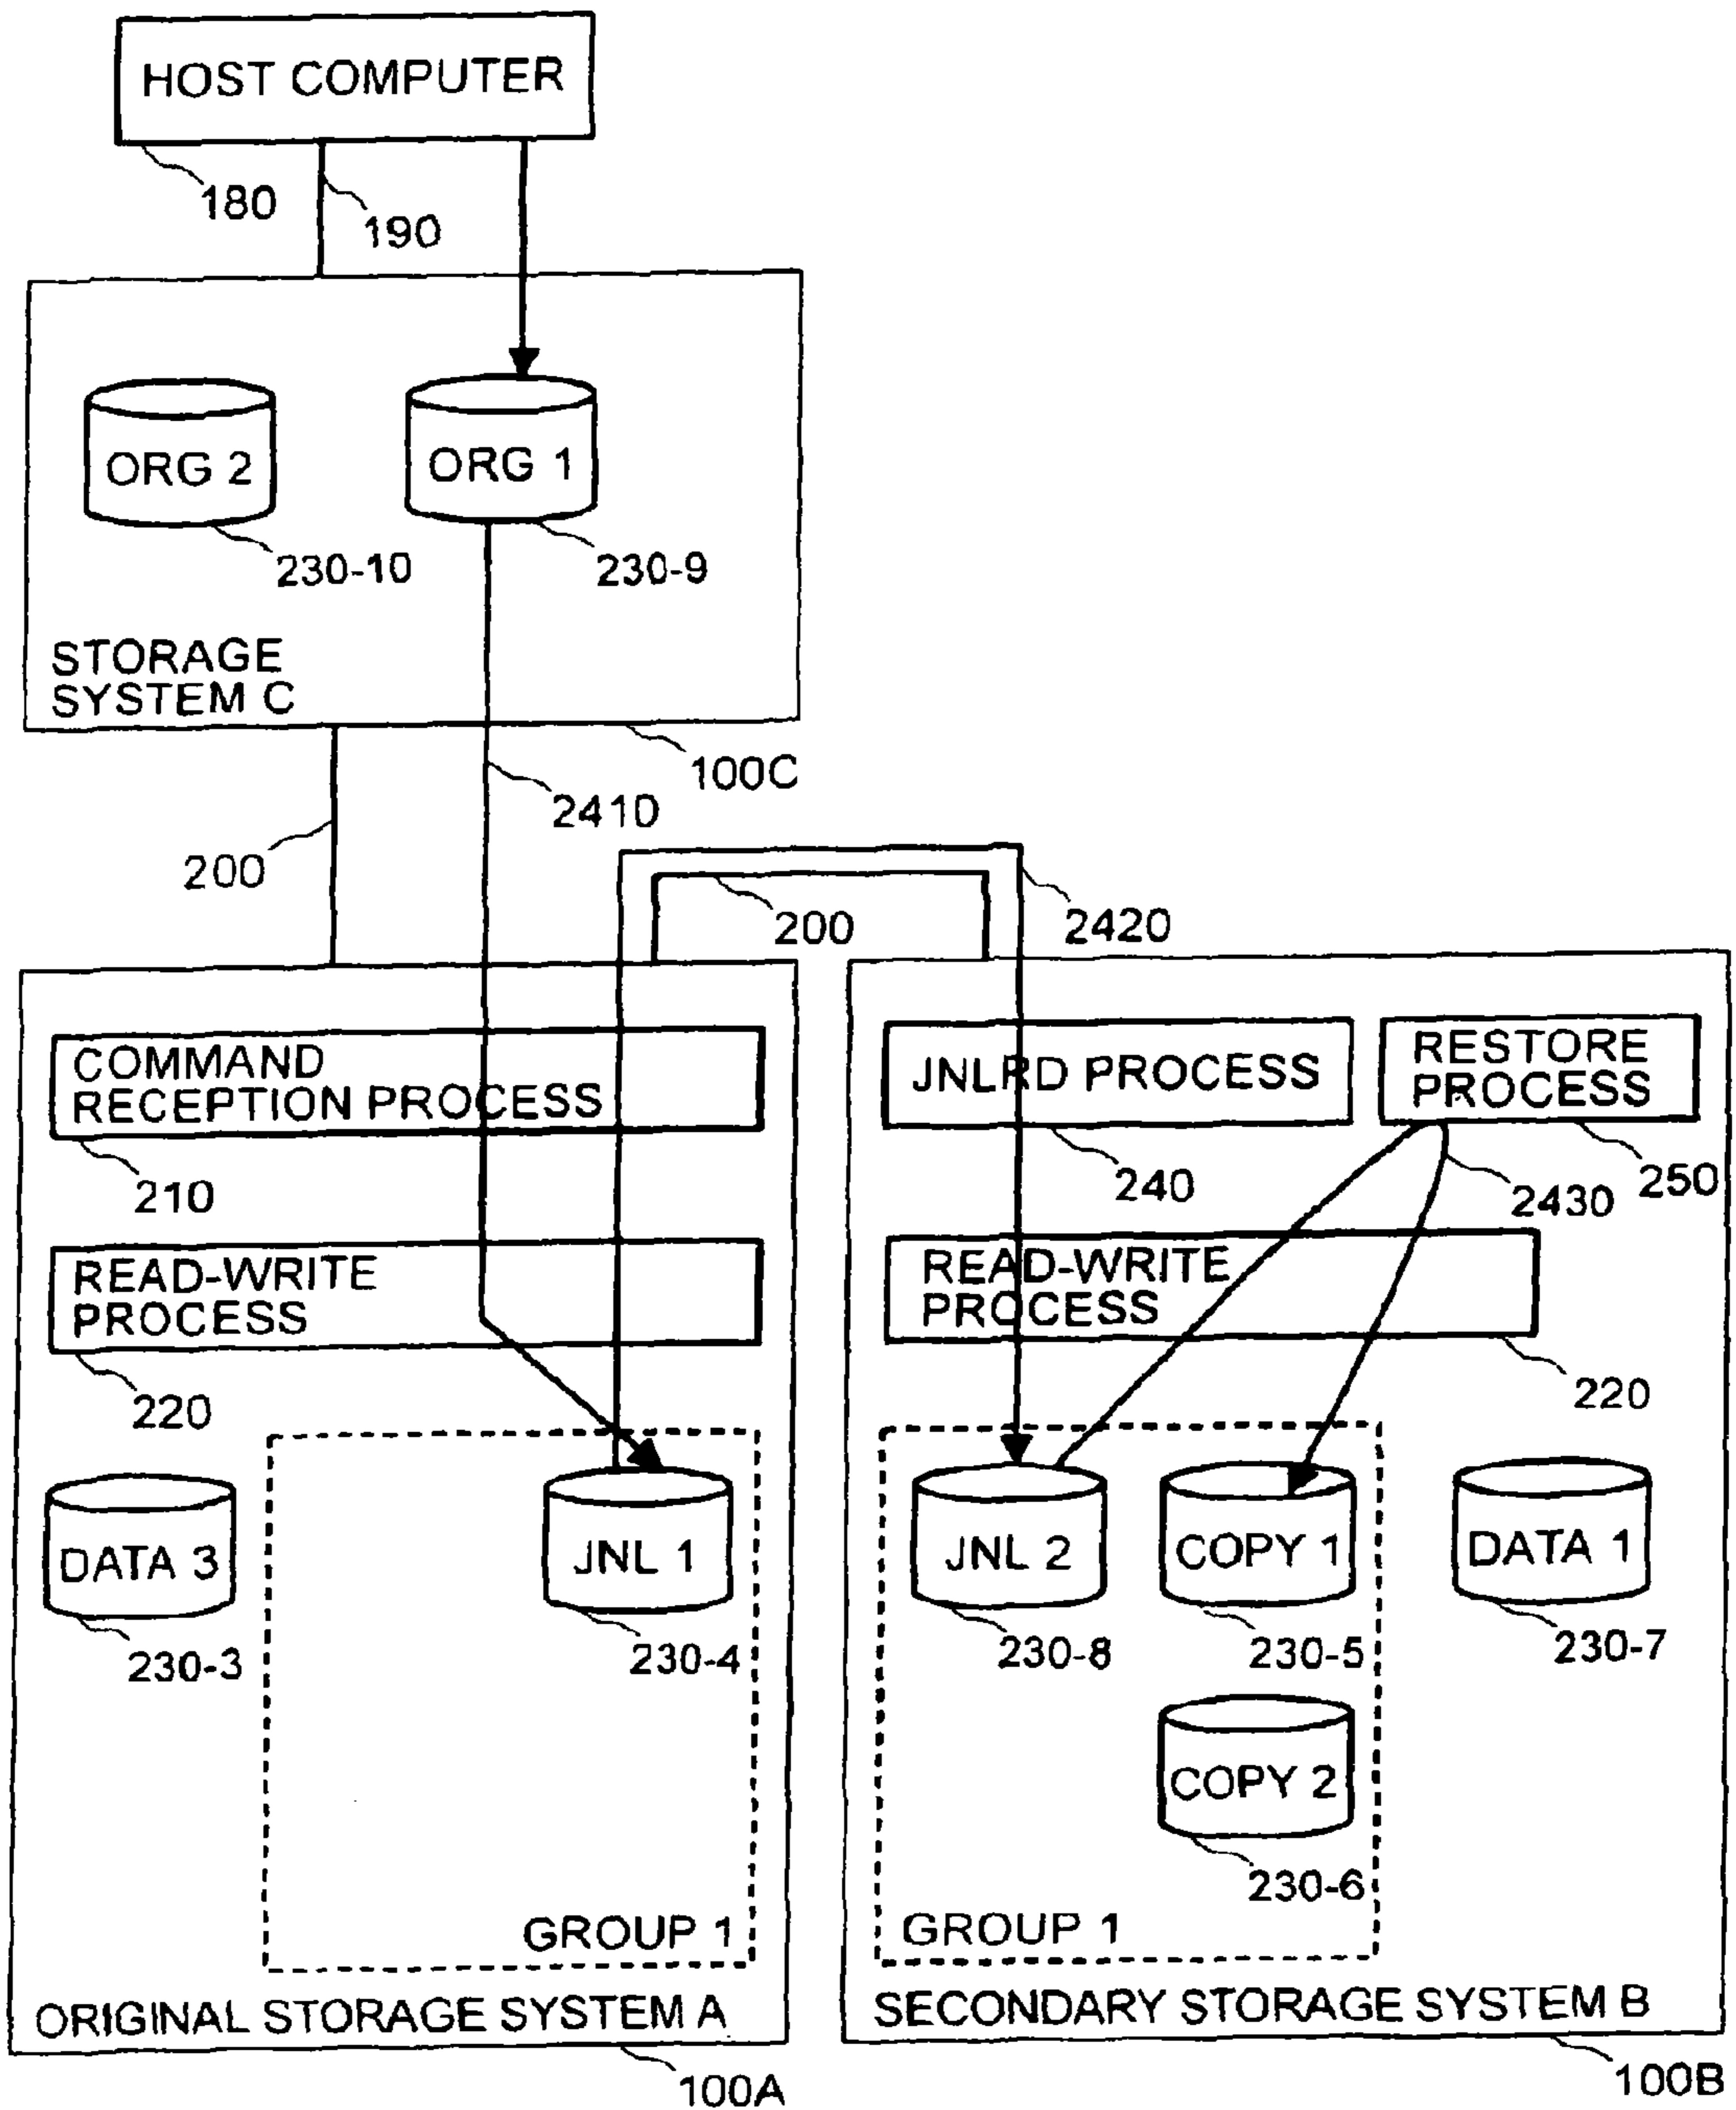 HOST COMPUTER
180
190
ORG 2
ORG 1
230-10
230-9
STORAGE
SYSTEM C
100C
2410
200
200
2420
COMMAND
RECEPTION PROCESS
210
JNLRD PROCESS
240
RESTORE
PROCESS
250
2430
READ-WRITE
PROCESS
220
READ-WRITE
PROCESS
220
DATA 3
230-3
JNL 1
230-4
GROUP 1
JNL 2
230-8
COPY 1
230-5
DATA 1
230-7
COPY 2
230-6
GROUP 1
ORIGINAL STORAGE SYSTEM A
100A
SECONDARY STORAGE SYSTEM B
100B